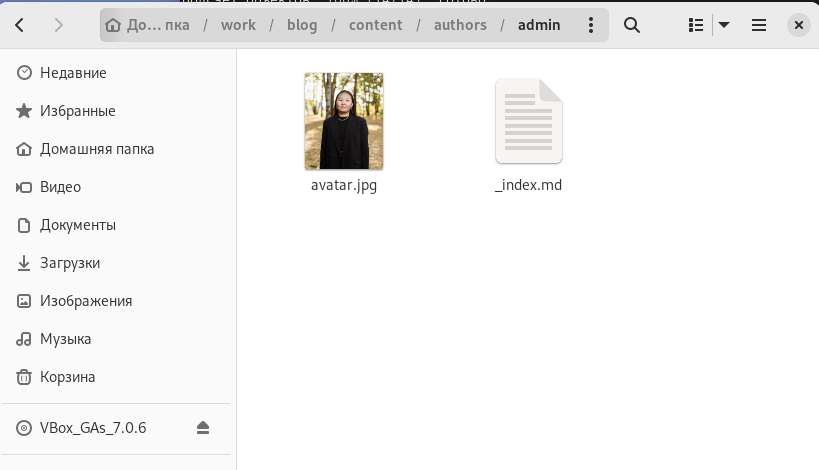 До… пка / work / blog / content / authors / admin
Недавние
Избранные
Домашняя папка
Видео
Документы
Загрузки
Изображения
Музыка
Корзина
VBox_GAs_7.0.6
avatar.jpg
_index.md